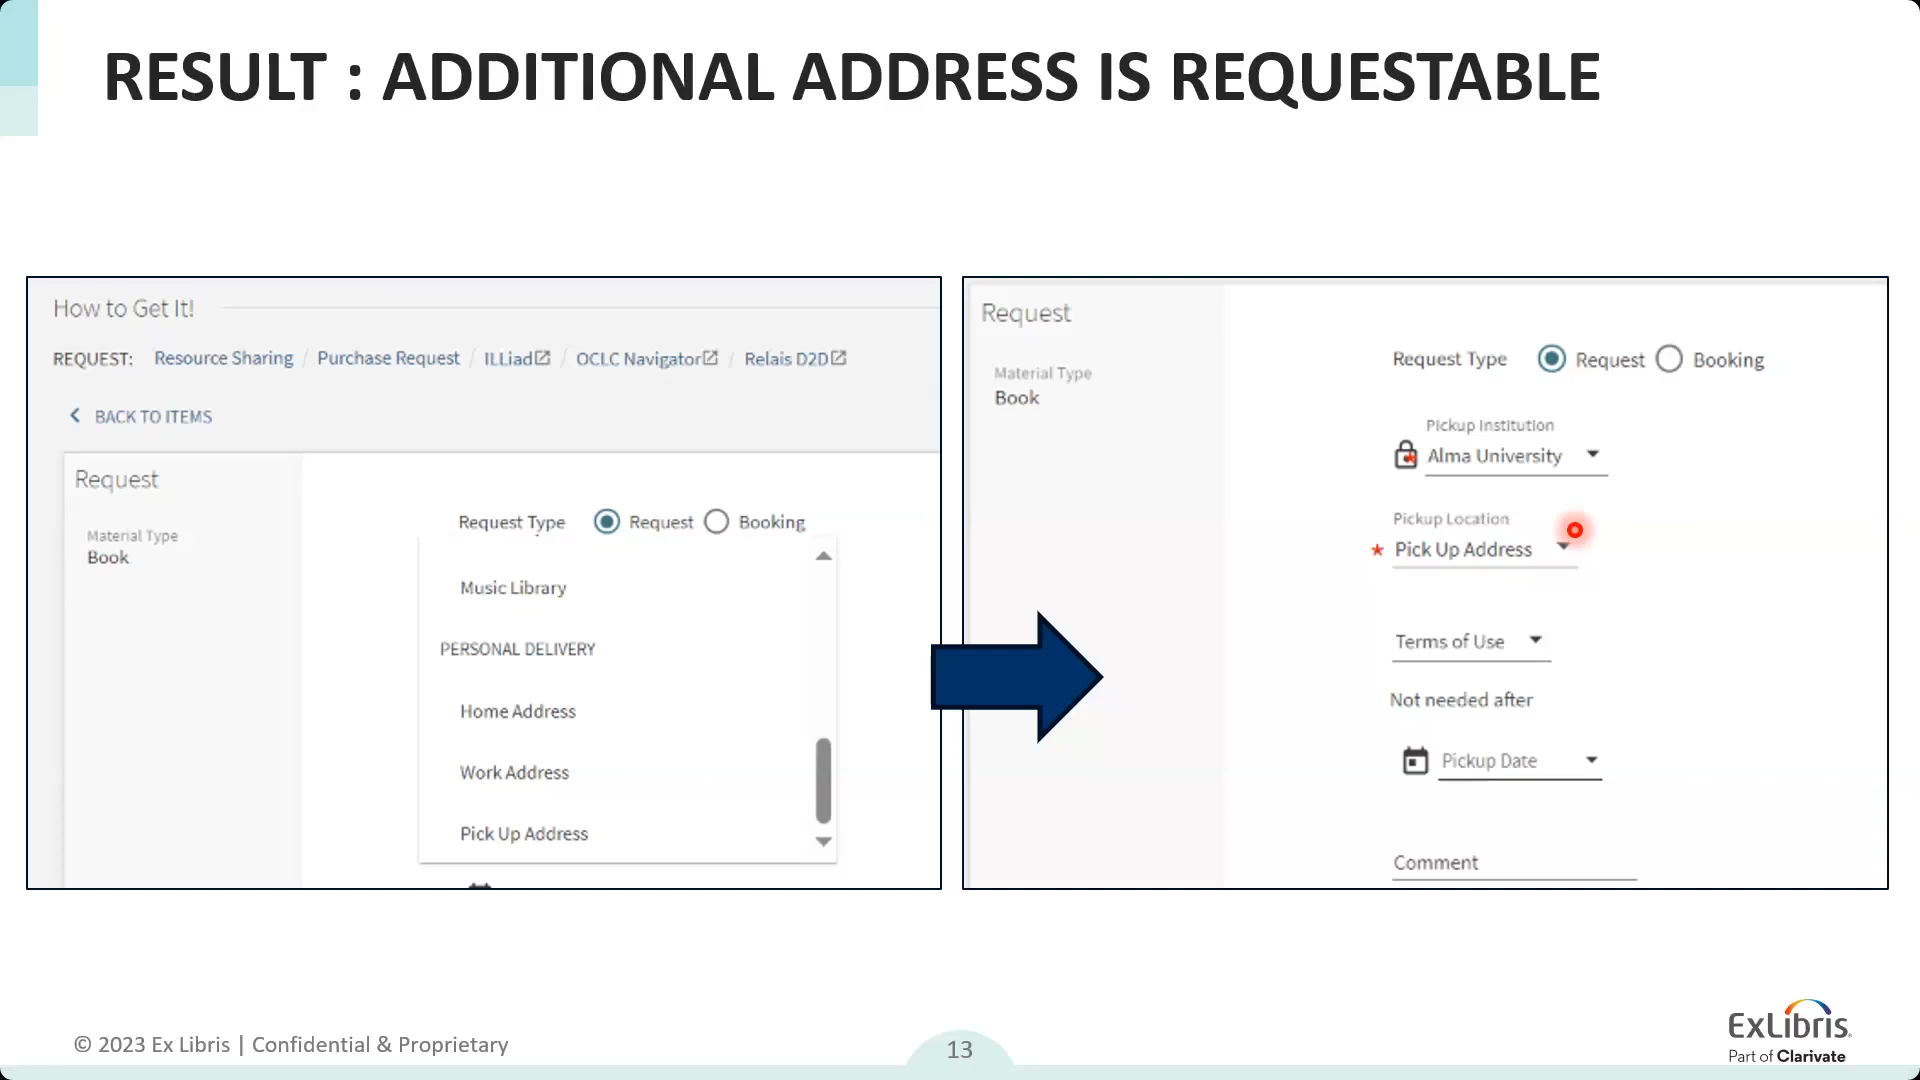 RESULT : ADDITIONAL ADDRESS IS REQUESTABLE
How to Get It!
REQUEST: Resource Sharing / Purchase Request / ILLiad / OCLC Navigator / Relais D2D
BACK TO ITEMS
Request
Material Type
Book
Request Type Request Booking
Music Library
PERSONAL DELIVERY
Home Address
Work Address
Pick Up Address
Request
Material Type
Book
Request Type Request Booking
Pickup Institution
Alma University
Pickup Location
* Pick Up Address
Terms of Use
Not needed after
Pickup Date
Comment
© 2023 Ex Libris | Confidential & Proprietary
13
ExLibris
Part of Clarivate